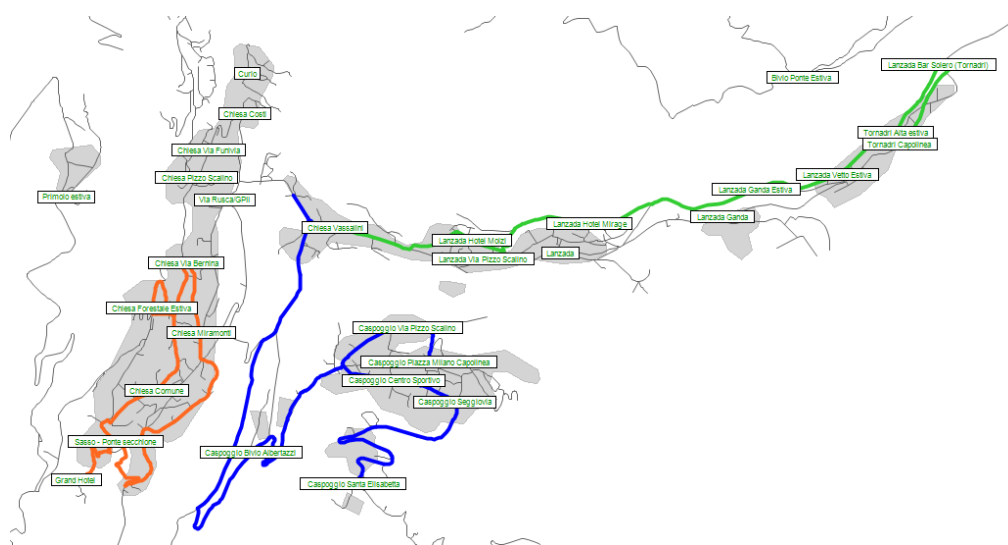 Lanzada Bar Solero (Tornadri)
Curlo
Bivio Ponte Estiva
Chiesa Costi
Tornadri Alta estiva
Tornadri Capolinea
Chiesa Via Funivia
Chiesa Pizzo Scalino
Lanzada Vetto Estiva
Primolo estiva
Lanzada Ganda Estiva
Via Rusca/GPII
Lanzada Ganda
Chiesa Vassalini
Lanzada Hotel Mirage
Lanzada Hotel Moizi
Lanzada
Lanzada Via Pizzo Scalino
Chiesa Via Bernina
Chiesa Forestale Estiva
Caspoggio Via Pizzo Scalino
Chiesa Miramonti
Caspoggio Piazza Milano Capolinea
Caspoggio Centro Sportivo
Chiesa Comune
Caspoggio Seggiovia
Sasso - Ponte secchione
Caspoggio Bivio Albertazzi
Grand Hotel
Caspoggio Santa Elisabetta